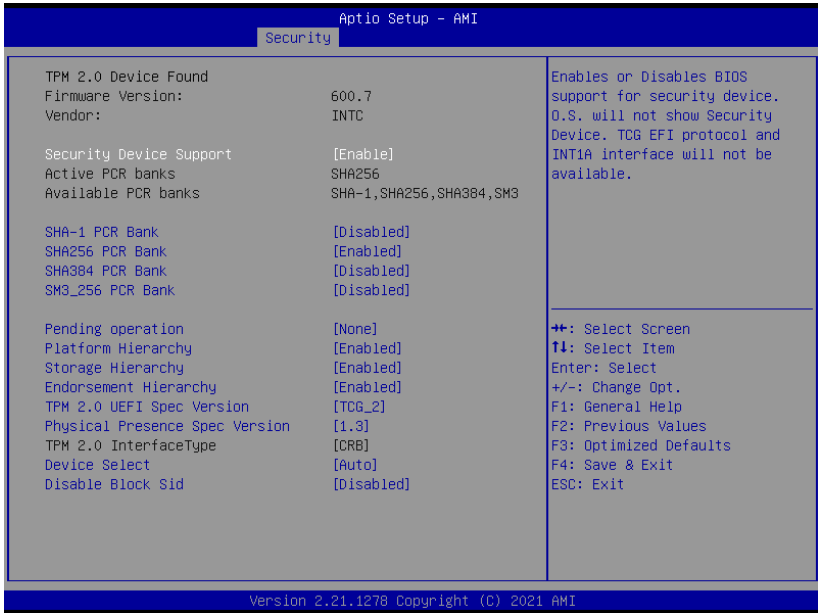 Aptio Setup – AMI
Security
TPM 2.0 Device Found
Firmware Version: 600.7
Vendor: INTC
Security Device Support [Enable]
Active PCR banks SHA256
Available PCR banks SHA-1,SHA256,SHA384,SM3
SHA-1 PCR Bank [Disabled]
SHA256 PCR Bank [Enabled]
SHA384 PCR Bank [Disabled]
SM3_256 PCR Bank [Disabled]
Pending operation [None]
Platform Hierarchy [Enabled]
Storage Hierarchy [Enabled]
Endorsement Hierarchy [Enabled]
TPM 2.0 UEFI Spec Version [TCG_2]
Physical Presence Spec Version [1.3]
TPM 2.0 InterfaceType [CRB]
Device Select [Auto]
Disable Block Sid [Disabled]
Enables or Disables BIOS
support for security device.
O.S. will not show Security
Device. TCG EFI protocol and
INT1A interface will not be
available.
→←: Select Screen
↑↓: Select Item
Enter: Select
+/-: Change Opt.
F1: General Help
F2: Previous Values
F3: Optimized Defaults
F4: Save & Exit
ESC: Exit
Version 2.21.1278 Copyright (C) 2021 AMI